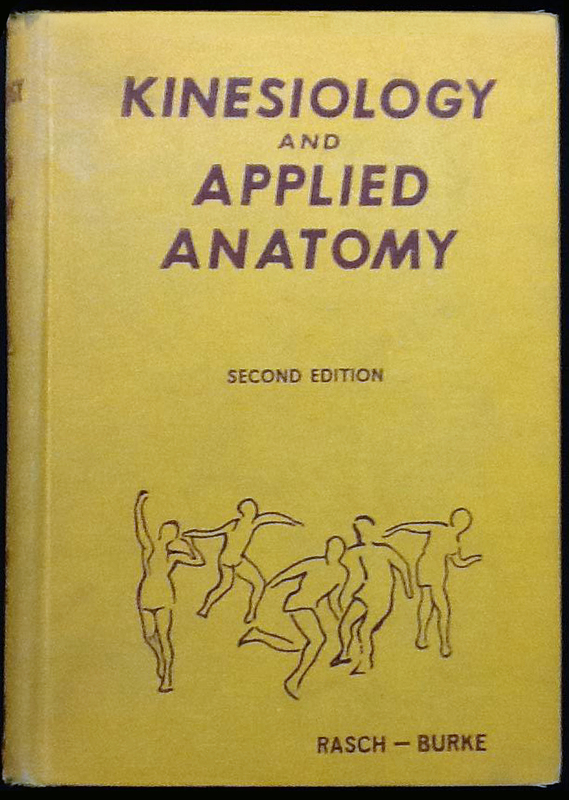 KINESIOLOGY
AND
APPLIED
ANATOMY
SECOND EDITION
RASCH – BURKE